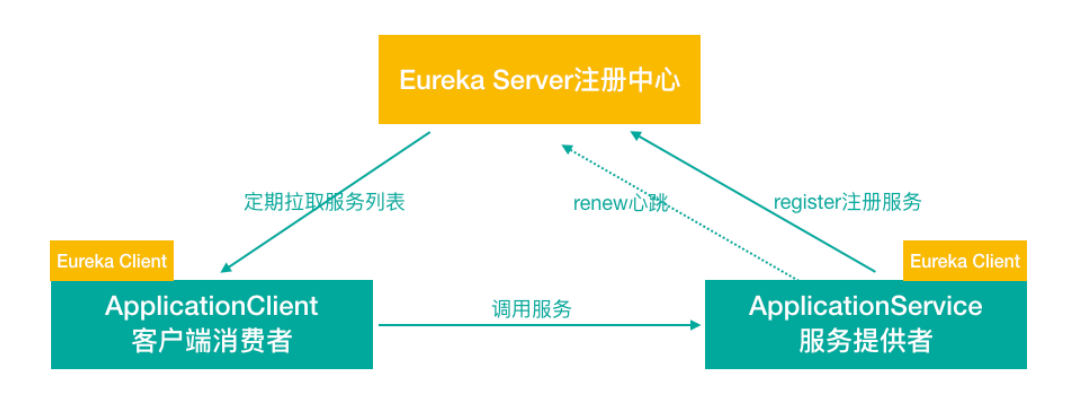 Eureka Server注册中心
定期拉取服务列表
renew心跳
register注册服务
Eureka Client
Eureka Client
ApplicationClient
客户端消费者
调用服务
ApplicationService
服务提供者